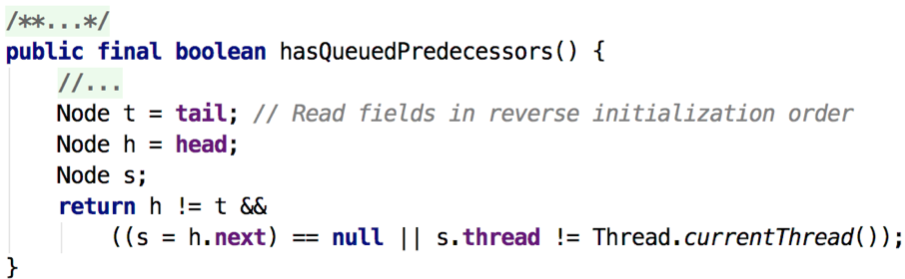 /**...*/
public final boolean hasQueuedPredecessors() {
    //...
    Node t = tail; // Read fields in reverse initialization order
    Node h = head;
    Node s;
    return h != t &&
        ((s = h.next) == null || s.thread != Thread.currentThread());
}